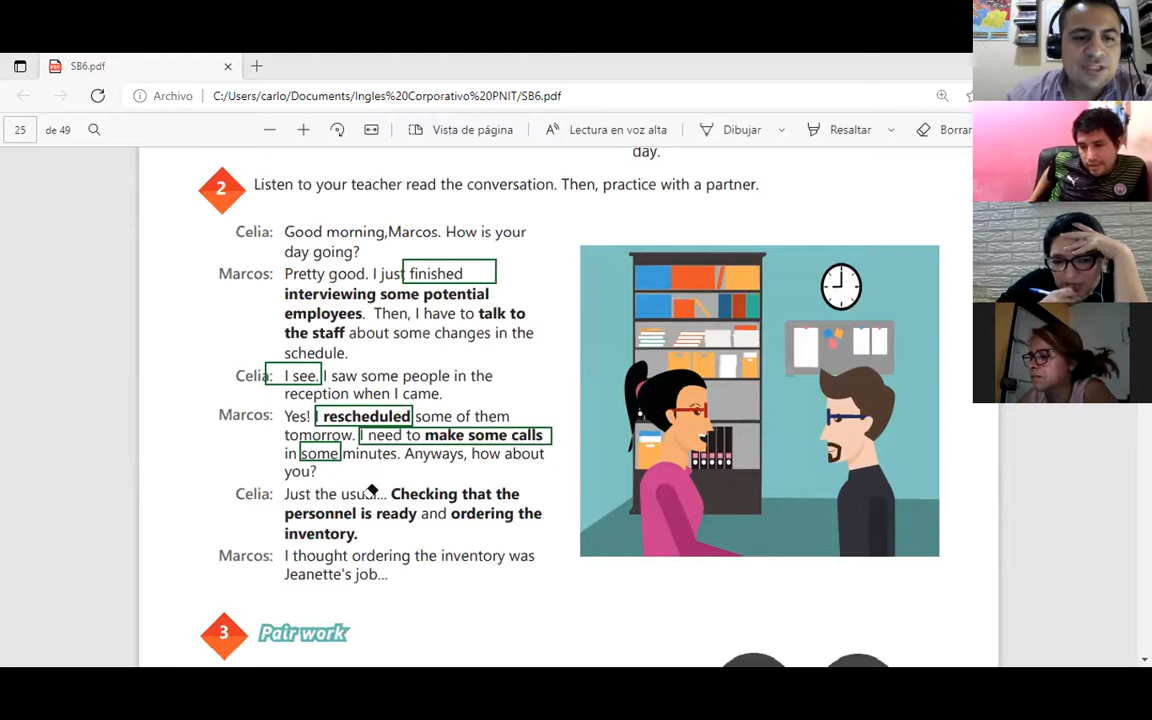 SB6.pdf
Archivo C:/Users/carlo/Documents/Ingles%20Corporativo%20PNIT/SB6.pdf
25 de 49 Vista de página Lectura en voz alta Dibujar Resaltar Borrar
day.
2 Listen to your teacher read the conversation. Then, practice with a partner.
Celia: Good morning,Marcos. How is your
day going?
Marcos: Pretty good. I just finished
interviewing some potential
employees. Then, I have to talk to
the staff about some changes in the
schedule.
Celia: I see. I saw some people in the
reception when I came.
Marcos: Yes! I rescheduled some of them
tomorrow. I need to make some calls
in some minutes. Anyways, how about
you?
Celia: Just the usual... Checking that the
personnel is ready and ordering the
inventory.
Marcos: I thought ordering the inventory was
Jeanette's job...
3 Pair work